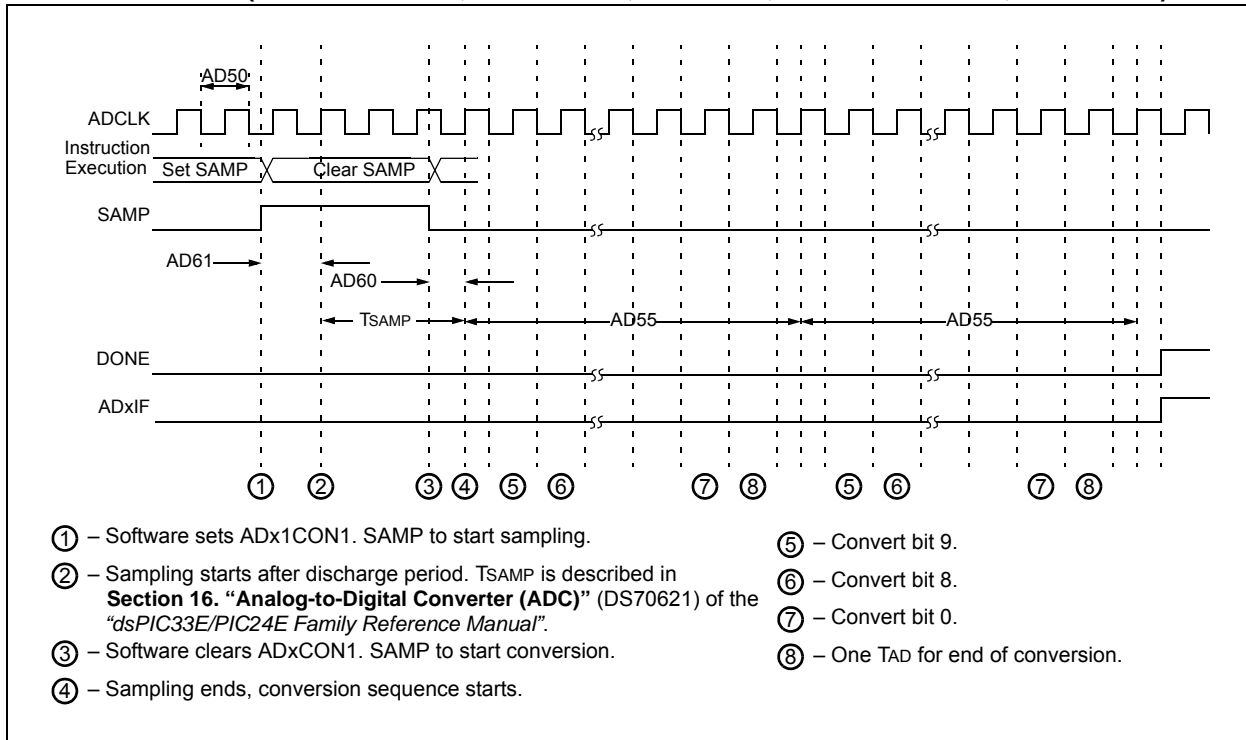 AD50
ADCLK
Instruction
Execution
Set SAMP
Clear SAMP
SAMP
AD61
AD60
TSAMP
AD55
AD55
DONE
ADxIF
1 2 3 4 5 6 7 8 5 6 7 8
1 – Software sets ADx1CON1. SAMP to start sampling.
2 – Sampling starts after discharge period. TSAMP is described in
Section 16. “Analog-to-Digital Converter (ADC)” (DS70621) of the
“dsPIC33E/PIC24E Family Reference Manual”.
3 – Software clears ADxCON1. SAMP to start conversion.
4 – Sampling ends, conversion sequence starts.
5 – Convert bit 9.
6 – Convert bit 8.
7 – Convert bit 0.
8 – One TAD for end of conversion.